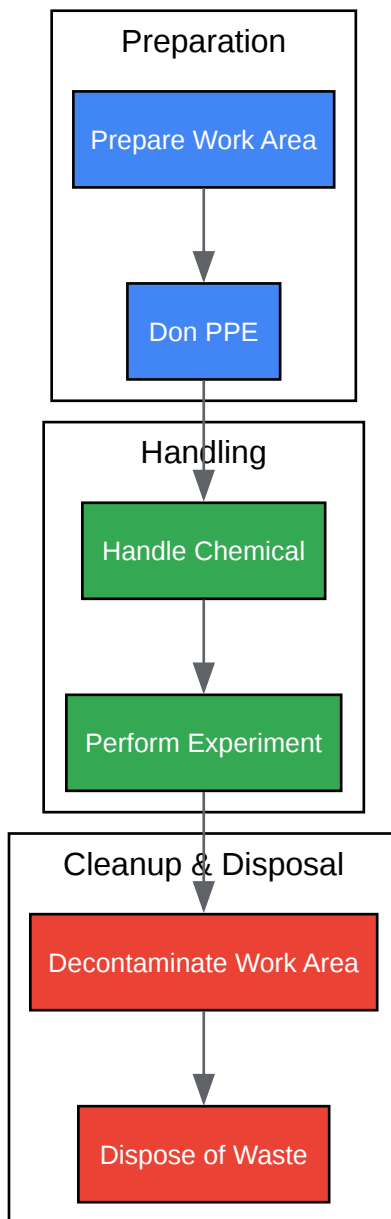 Preparation
Prepare Work Area
Don PPE
Handling
Handle Chemical
Perform Experiment
Cleanup & Disposal
Decontaminate Work Area
Dispose of Waste